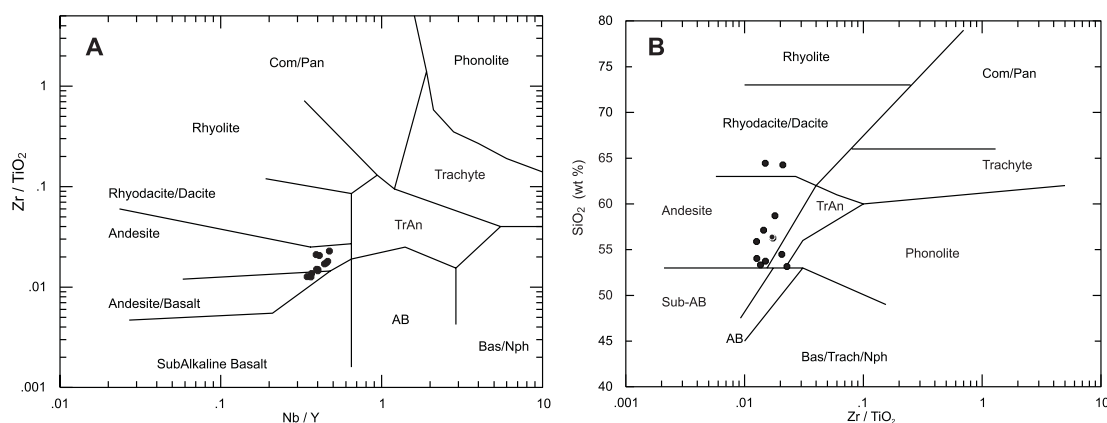 A
Com/Pan
Phonolite
Rhyolite
Trachyte
Rhyodacite/Dacite
TrAn
Andesite
Andesite/Basalt
AB
Bas/Nph
SubAlkaline Basalt
Zr / TiO2
1
.1
.01
.001
.01
.1
1
10
Nb / Y
B
Rhyolite
Com/Pan
Rhyodacite/Dacite
Trachyte
Andesite
TrAn
Phonolite
Sub-AB
AB
Bas/Trach/Nph
SiO2 (wt %)
80
75
70
65
60
55
50
45
40
.001
.01
.1
1
10
Zr / TiO2